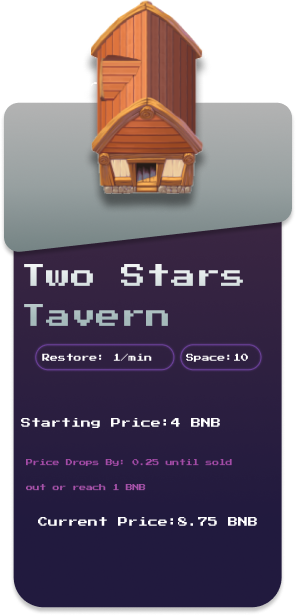 Two Stars
Tavern
Restore: 1/min Space:10
Starting Price:4 BNB
Price Drops By: 0.25 until sold
out or reach 1 BNB
Current Price:8.75 BNB